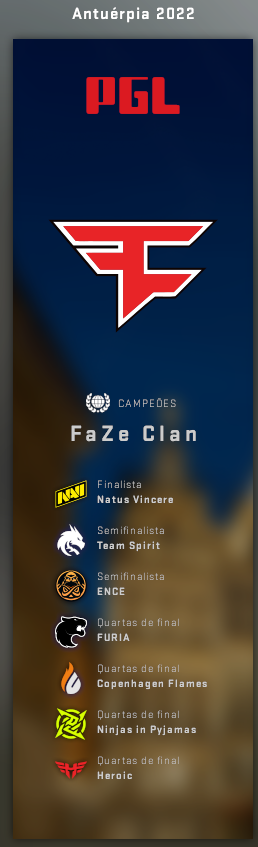 Antuérpia 2022
PGL
CAMPEÕES
FaZe Clan
NAVI
Finalista
Natus Vincere
Semifinalista
Team Spirit
Semifinalista
ENCE
Quartas de final
FURIA
Quartas de final
Copenhagen Flames
Quartas de final
Ninjas in Pyjamas
Quartas de final
Heroic